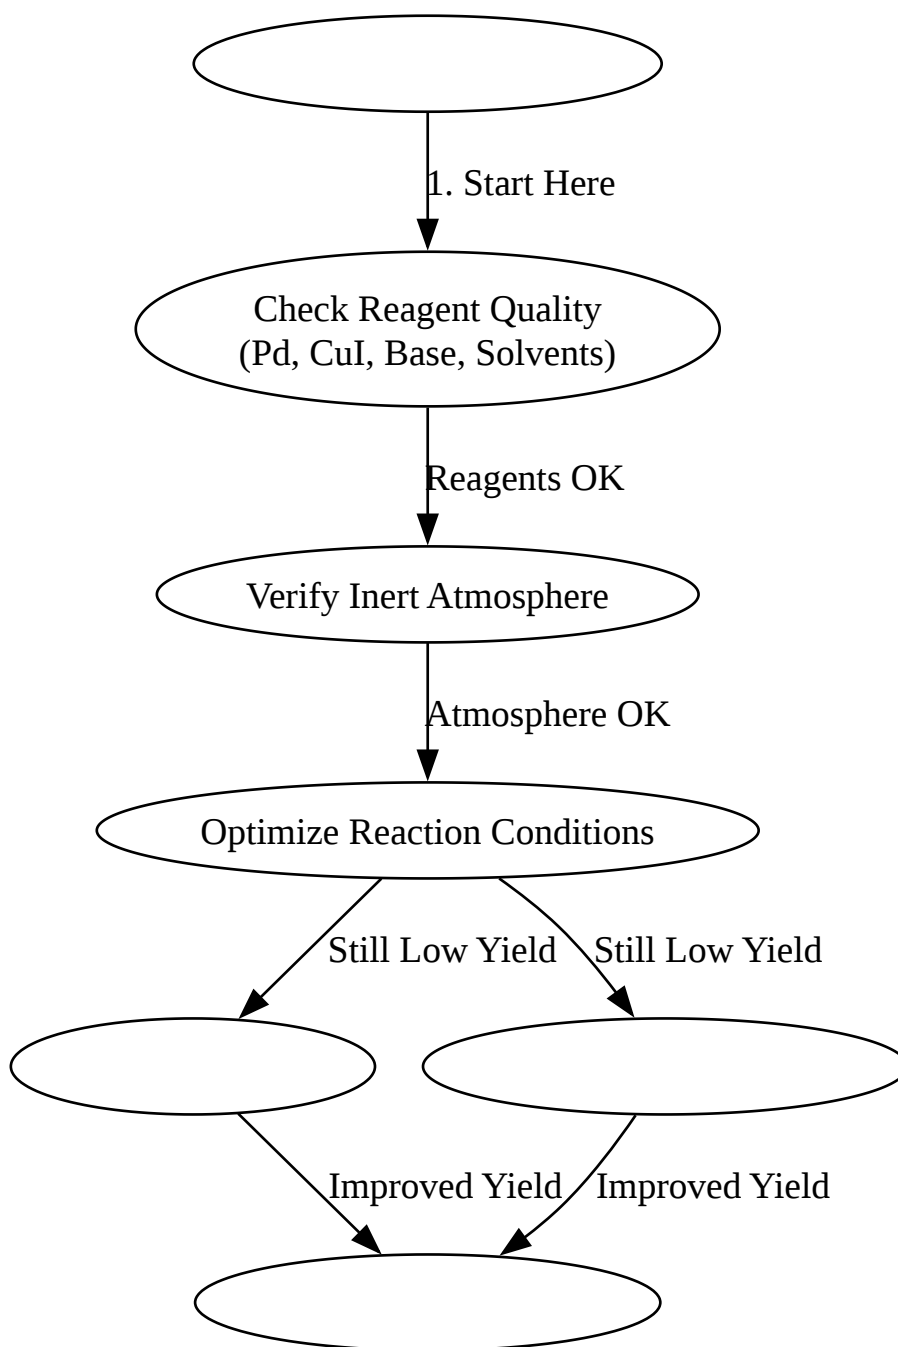 1. Start Here
Check Reagent Quality
(Pd, CuI, Base, Solvents)
Reagents OK
Verify Inert Atmosphere
Atmosphere OK
Optimize Reaction Conditions
Still Low Yield
Still Low Yield
Improved Yield
Improved Yield